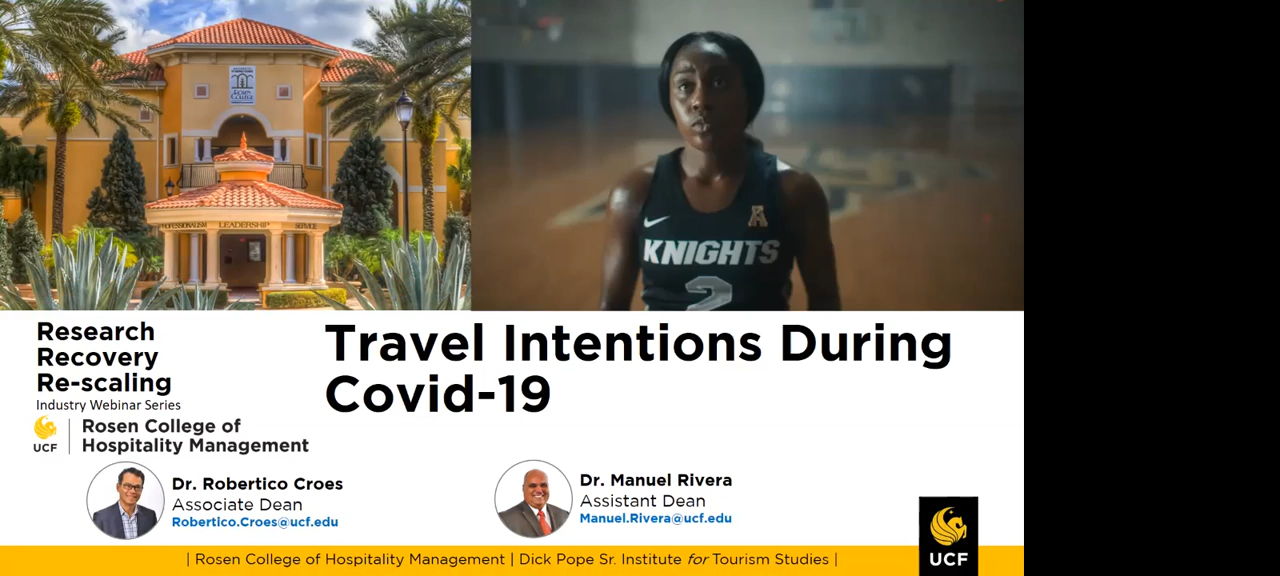 PROFESSIONALISM LEADERSHIP SERVICE
KNIGHTS
2
Research
Recovery
Re-scaling
Industry Webinar Series
UCF
Rosen College of
Hospitality Management
Travel Intentions During
Covid-19
Dr. Robertico Croes
Associate Dean
Robertico.Croes@ucf.edu
Dr. Manuel Rivera
Assistant Dean
Manuel.Rivera@ucf.edu
UCF
| Rosen College of Hospitality Management | Dick Pope Sr. Institute for Tourism Studies |